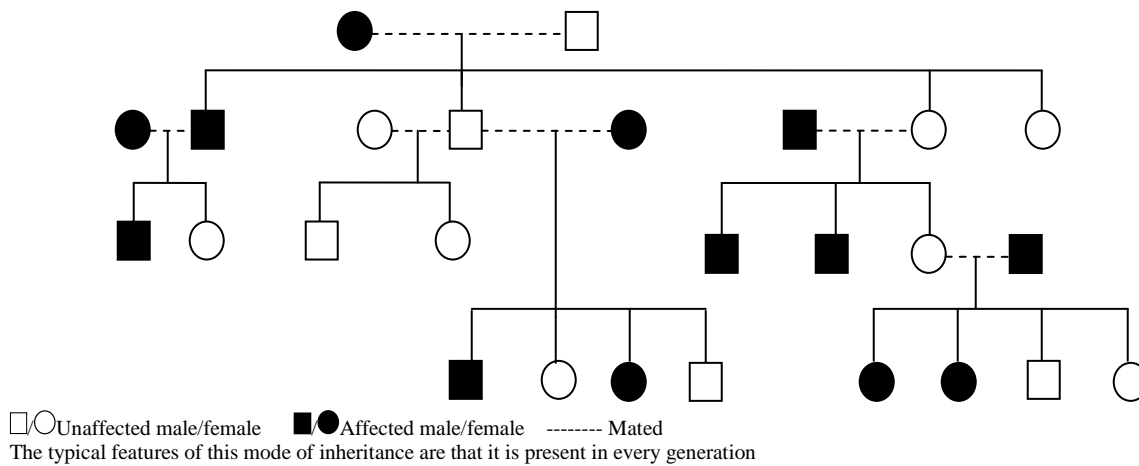 □/○Unaffected male/female ■/●Affected male/female -------- Mated
The typical features of this mode of inheritance are that it is present in every generation